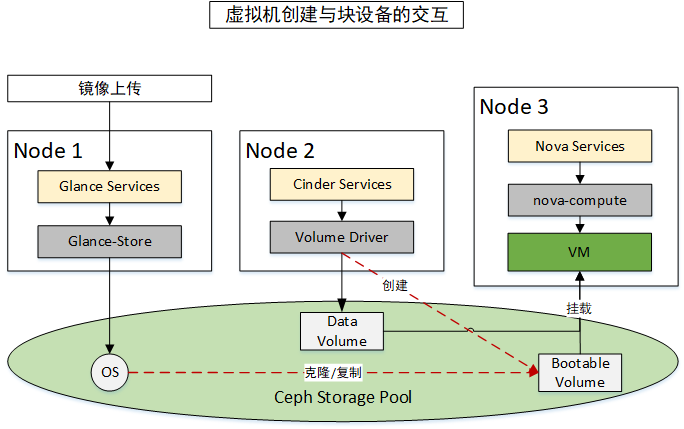 虚拟机创建与块设备的交互
镜像上传
Node 1
Glance Services
Glance-Store
Node 2
Cinder Services
Volume Driver
Node 3
Nova Services
nova-compute
VM
创建
挂载
Data
Volume
OS
克隆/复制
Bootable
Volume
Ceph Storage Pool